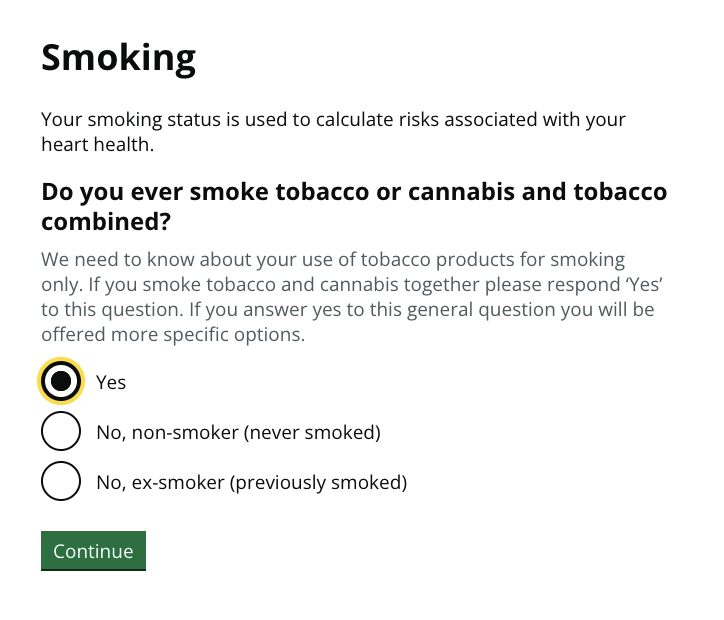 Smoking
Your smoking status is used to calculate risks associated with your
heart health.
Do you ever smoke tobacco or cannabis and tobacco
combined?
We need to know about your use of tobacco products for smoking
only. If you smoke tobacco and cannabis together please respond ‘Yes’
to this question. If you answer yes to this general question you will be
offered more specific options.
Yes
No, non-smoker (never smoked)
No, ex-smoker (previously smoked)
Continue